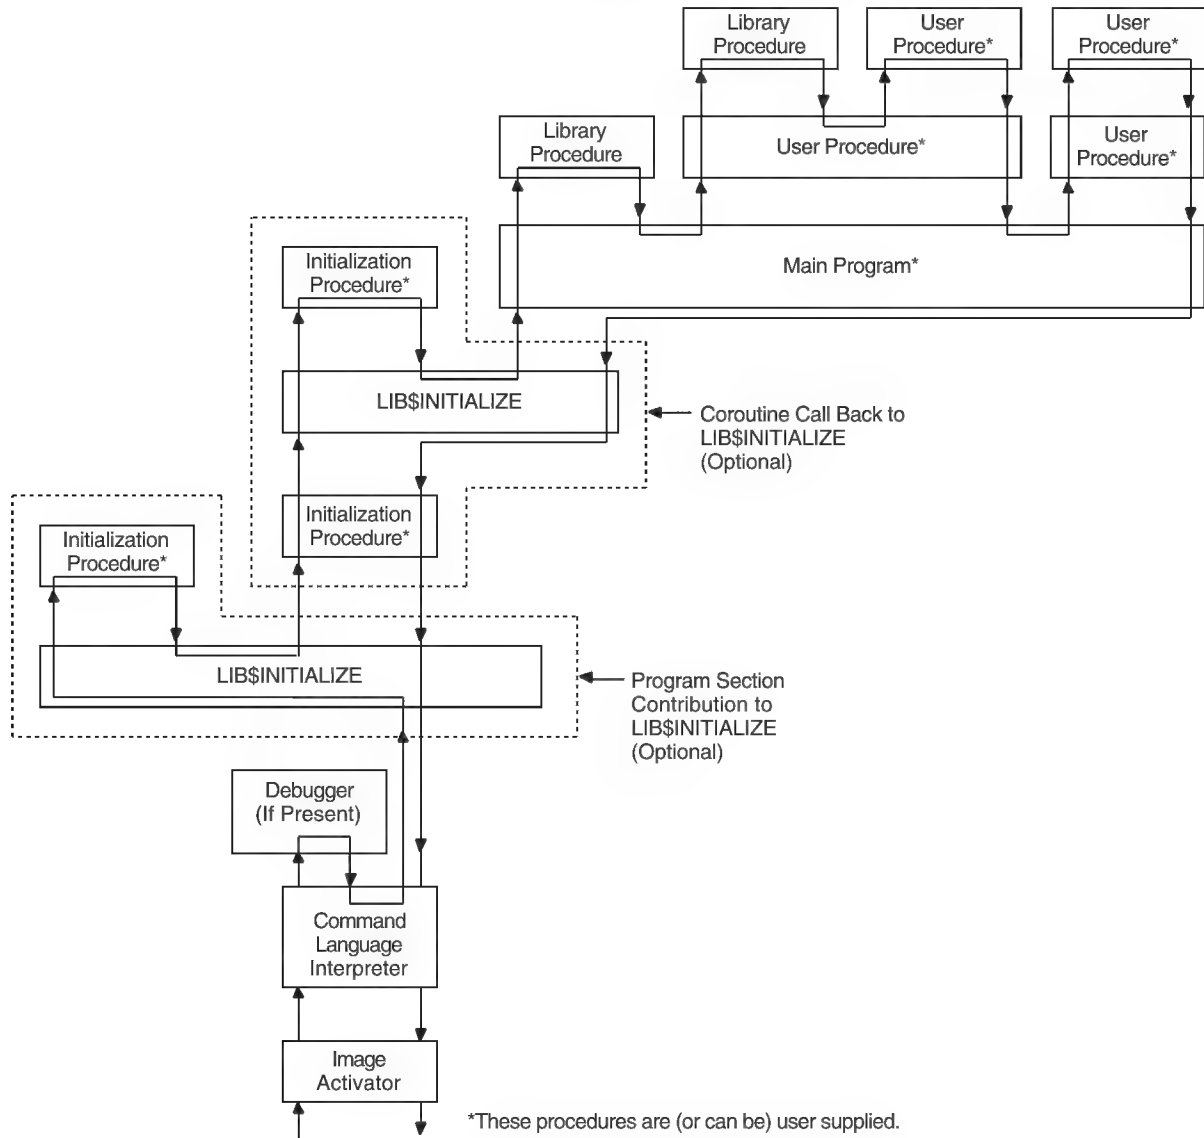 Library
Procedure
User
Procedure*
User
Procedure*
Library
Procedure
User Procedure*
User
Procedure*
Main Program*
Initialization
Procedure*
LIB$INITIALIZE
Coroutine Call Back to
LIB$INITIALIZE
(Optional)
Initialization
Procedure*
Initialization
Procedure*
LIB$INITIALIZE
Program Section
Contribution to
LIB$INITIALIZE
(Optional)
Debugger
(If Present)
Command
Language
Interpreter
Image
Activator
*These procedures are (or can be) user supplied.